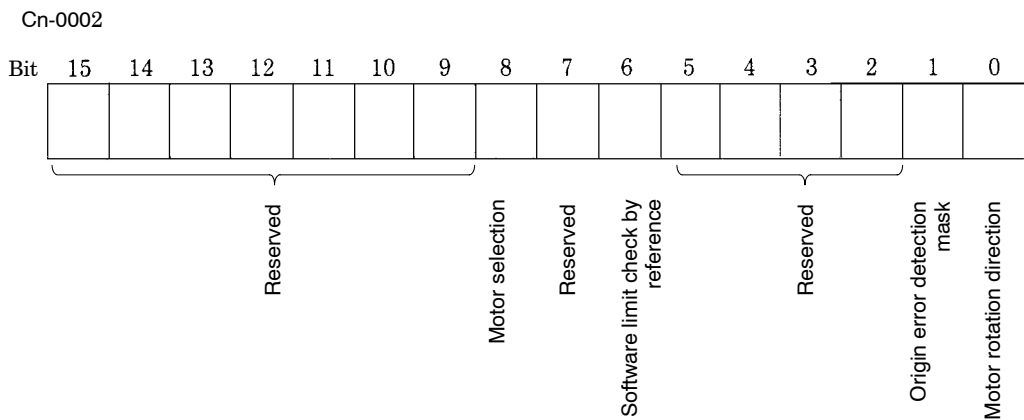 Cn-0002
Bit 15 14 13 12 11 10 9 8 7 6 5 4 3 2 1 0
Reserved
Motor selection
Reserved
Software limit check by
reference
Reserved
Origin error detection
mask
Motor rotation direction